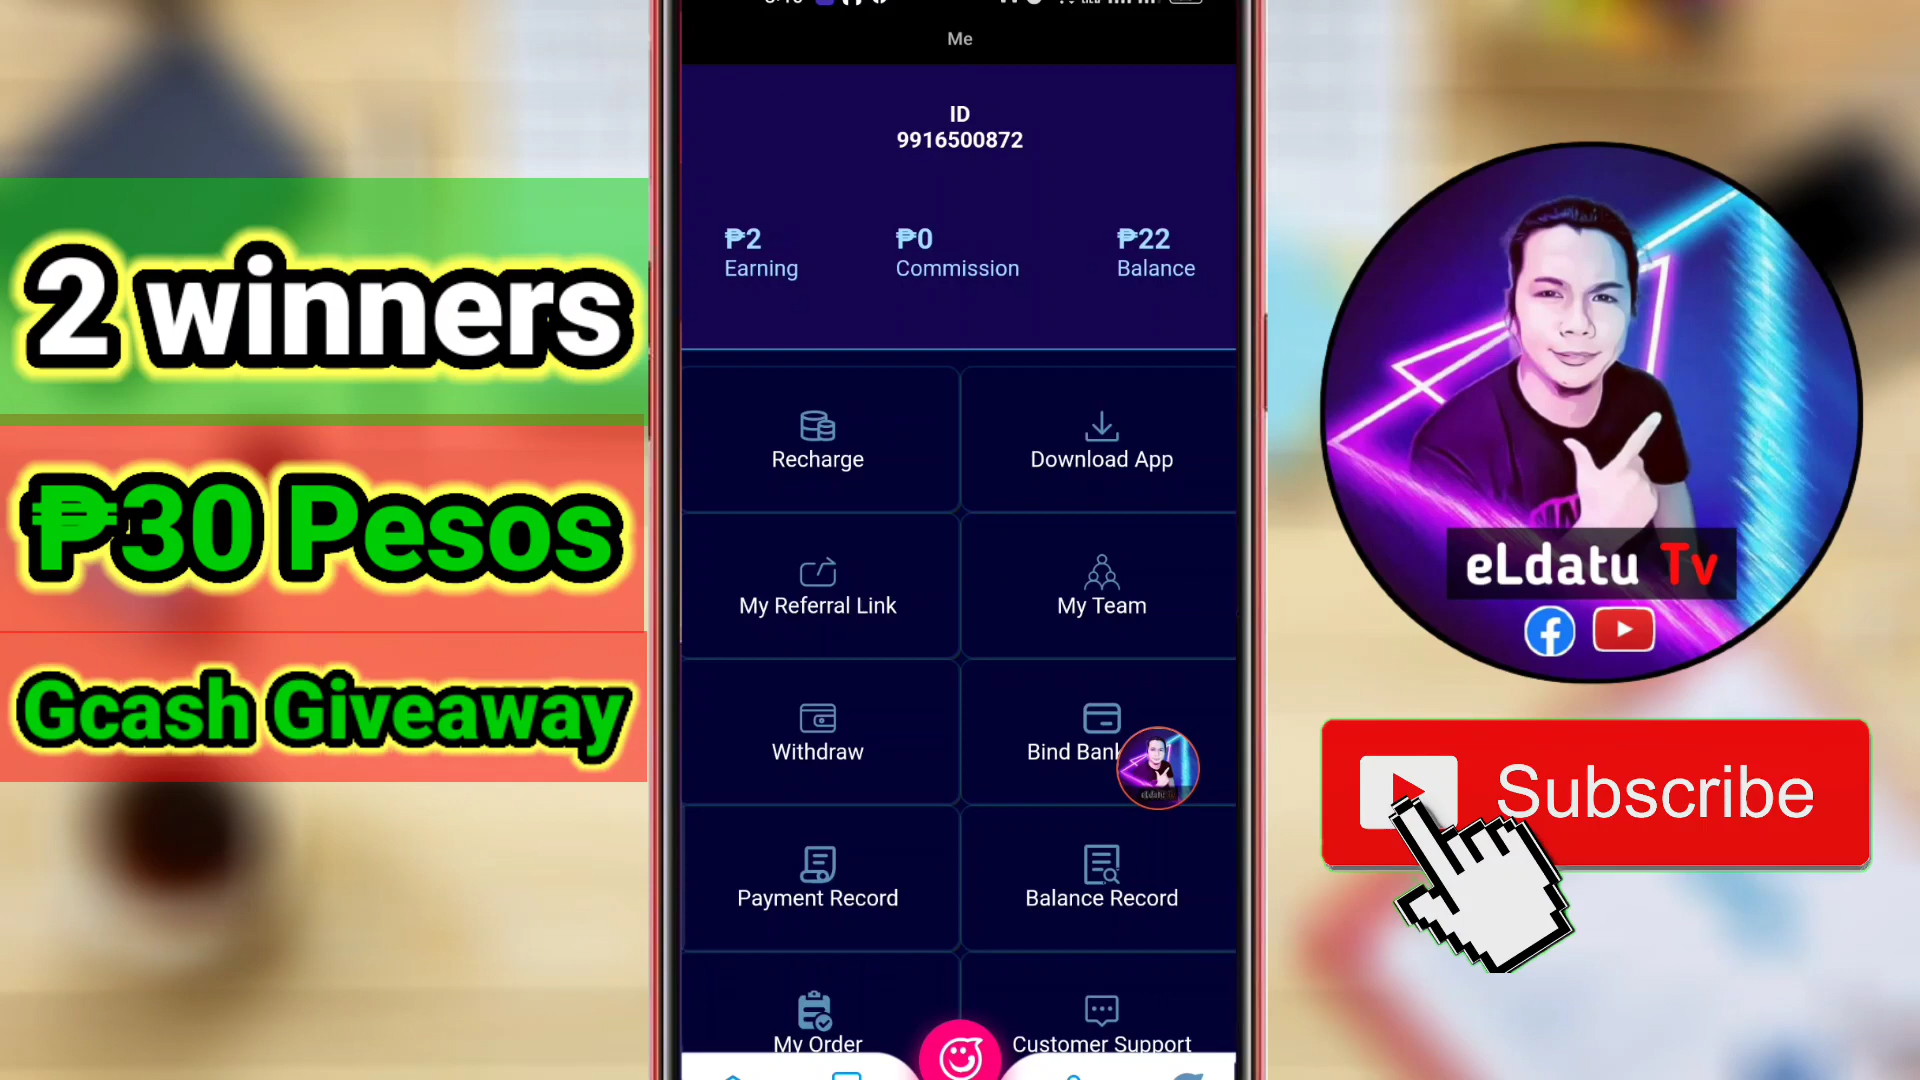 Me
ID
9916500872
₱2
Earning
₱0
Commission
₱22
Balance
Recharge
Download App
My Referral Link
My Team
Withdraw
Bind Bank
Payment Record
Balance Record
My Order
Customer Support
2 winners
₱30 Pesos
Gcash Giveaway
eLdatu Tv
Subscribe